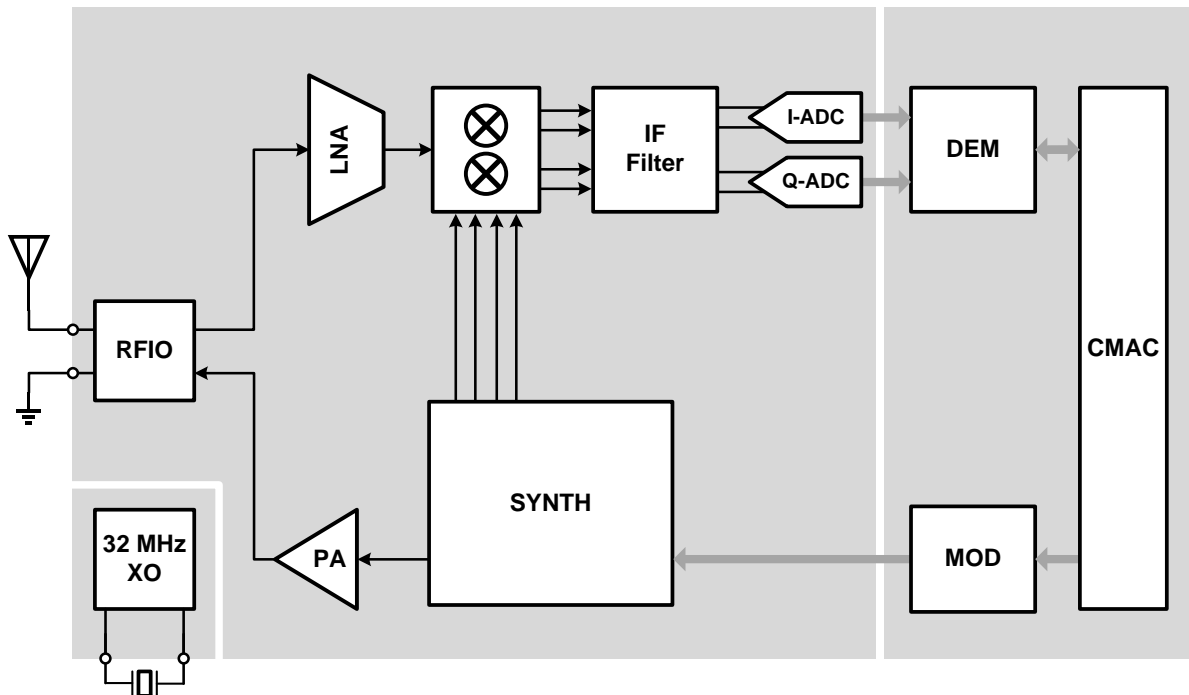 LNA
IF
Filter
I-ADC
Q-ADC
DEM
RFIO
CMAC
SYNTH
PA
MOD
32 MHz
XO